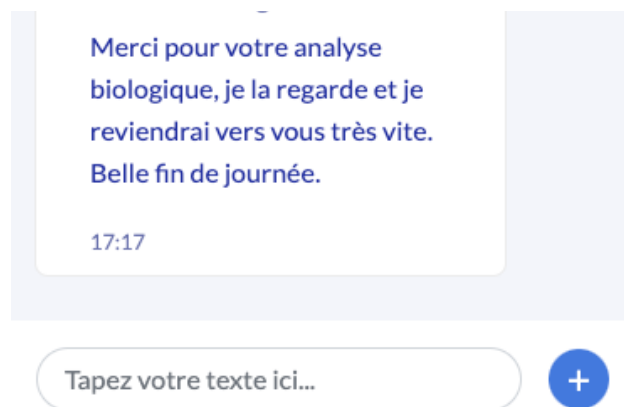 Merci pour votre analyse
biologique, je la regarde et je
reviendrai vers vous très vite.
Belle fin de journée.
17:17
Tapez votre texte ici...
+